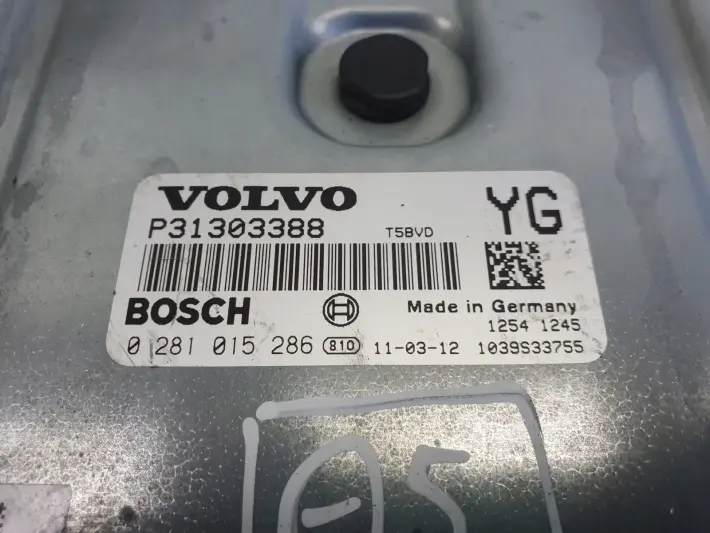 VOLVO YG
P31303388 T5BVD
BOSCH Made in Germany
1254 1245
0 281 015 286 810 11-03-12 1039S33755
05